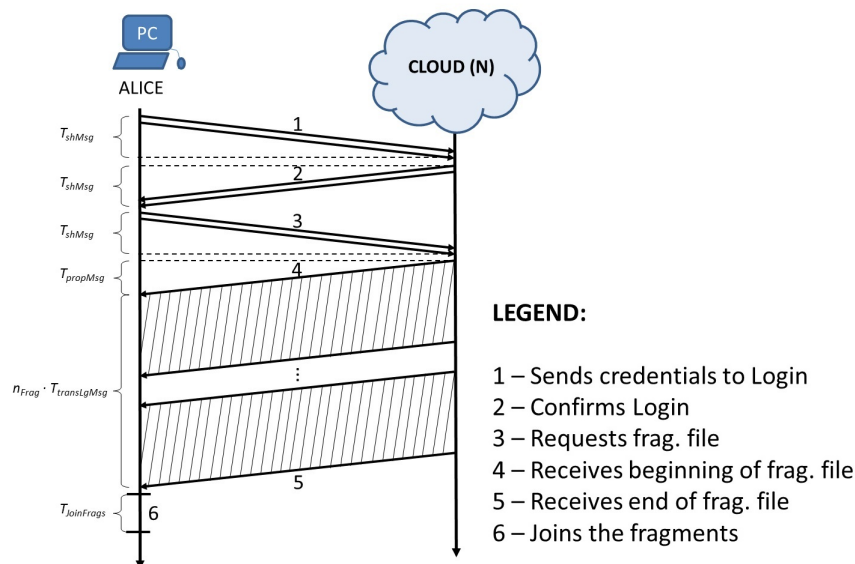 PC
CLOUD (N)
ALICE
T_shMsg
1
T_shMsg
2
T_shMsg
3
T_propMsg
4
n_Frag · T_transLgMsg
⋮
5
T_JoinFrags
6
LEGEND:
1 – Sends credentials to Login
2 – Confirms Login
3 – Requests frag. file
4 – Receives beginning of frag. file
5 – Receives end of frag. file
6 – Joins the fragments